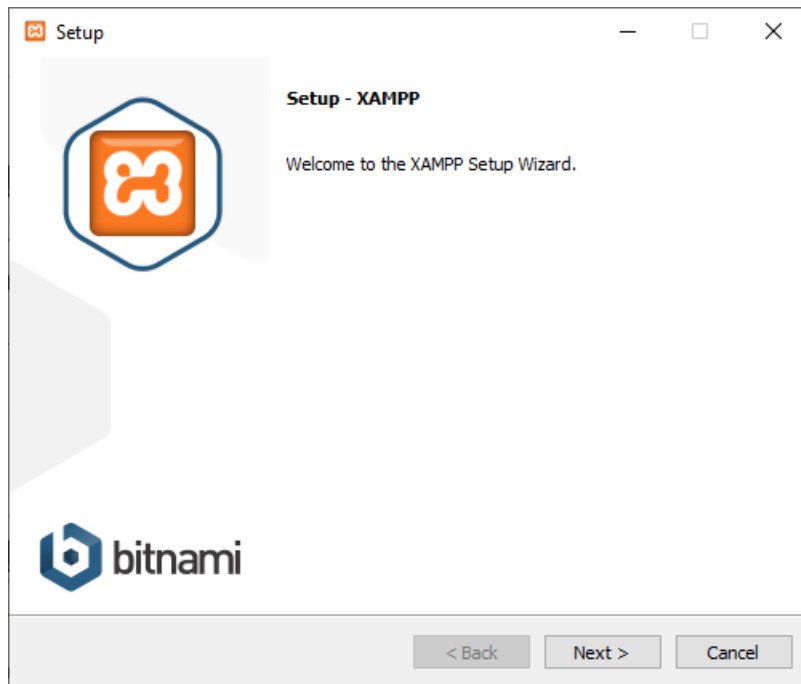 Setup
Setup - XAMPP
Welcome to the XAMPP Setup Wizard.
bitnami
< Back
Next >
Cancel